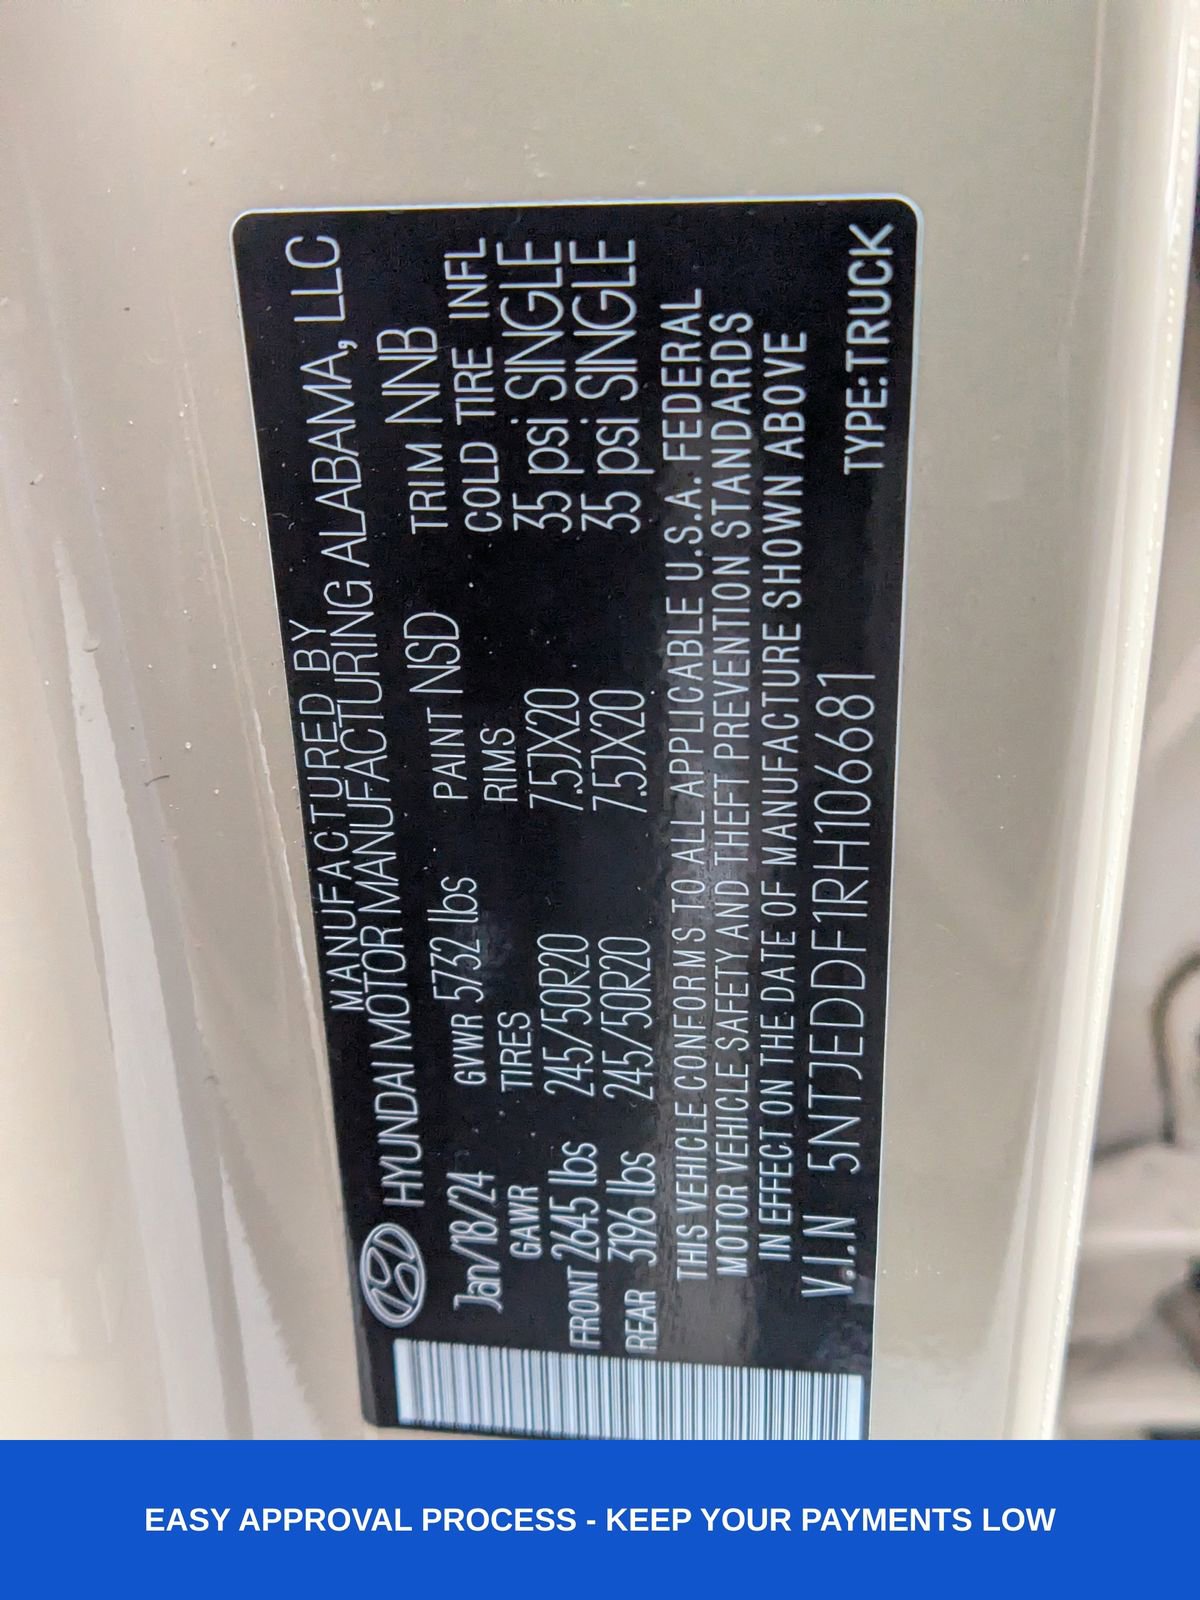 MANUFACTURED BY
HYUNDAI MOTOR MANUFACTURING ALABAMA, LLC
Jan/18/24 GVWR 5732 lbs PAINT NSD TRIM NNB
GAWR TIRES RIMS COLD TIRE INFL
FRONT 2645 lbs 245/50R20 7.5JX20 35 psi SINGLE
REAR 3196 lbs 245/50R20 7.5JX20 35 psi SINGLE
THIS VEHICLE CONFORMS TO ALL APPLICABLE U.S.A. FEDERAL
MOTOR VEHICLE SAFETY AND THEFT PREVENTION STANDARDS
IN EFFECT ON THE DATE OF MANUFACTURE SHOWN ABOVE
V.I.N 5NTJEDDF1RH106681 TYPE:TRUCK
EASY APPROVAL PROCESS - KEEP YOUR PAYMENTS LOW